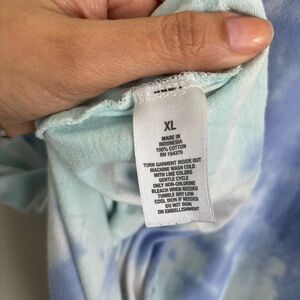 XL
MADE IN
INDONESIA
100% COTTON
RN 154379
TURN GARMENT INSIDE OUT
MACHINE WASH COLD
WITH LIKE COLORS
GENTLE CYCLE
ONLY NON-CHLORINE
BLEACH WHEN NEEDED
TUMBLE DRY LOW
COOL IRON IF NEEDED
DO NOT IRON
ON EMBELLISHMENT